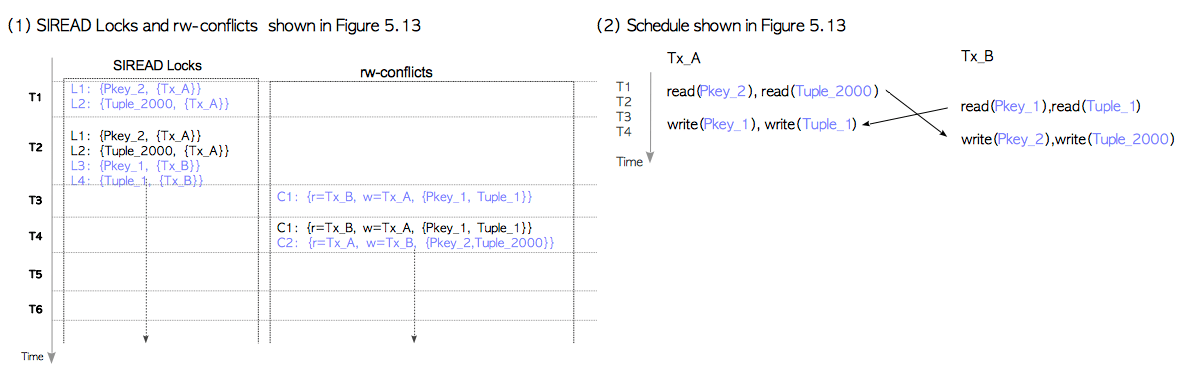 (1) SIREAD Locks and rw-conflicts shown in Figure 5.13
SIREAD Locks
rw-conflicts
T1
L1: {Pkey_2, {Tx_A}}
L2: {Tuple_2000, {Tx_A}}
T2
L1: {Pkey_2, {Tx_A}}
L2: {Tuple_2000, {Tx_A}}
L3: {Pkey_1, {Tx_B}}
L4: {Tuple_1, {Tx_B}}
T3
C1: {r=Tx_B, w=Tx_A, {Pkey_1, Tuple_1}}
T4
C1: {r=Tx_B, w=Tx_A, {Pkey_1, Tuple_1}}
C2: {r=Tx_A, w=Tx_B, {Pkey_2,Tuple_2000}}
T5
T6
Time
(2) Schedule shown in Figure 5.13
Tx_A
Tx_B
T1
T2
T3
T4
Time
read(Pkey_2), read(Tuple_2000)
read(Pkey_1),read(Tuple_1)
write(Pkey_1), write(Tuple_1)
write(Pkey_2),write(Tuple_2000)